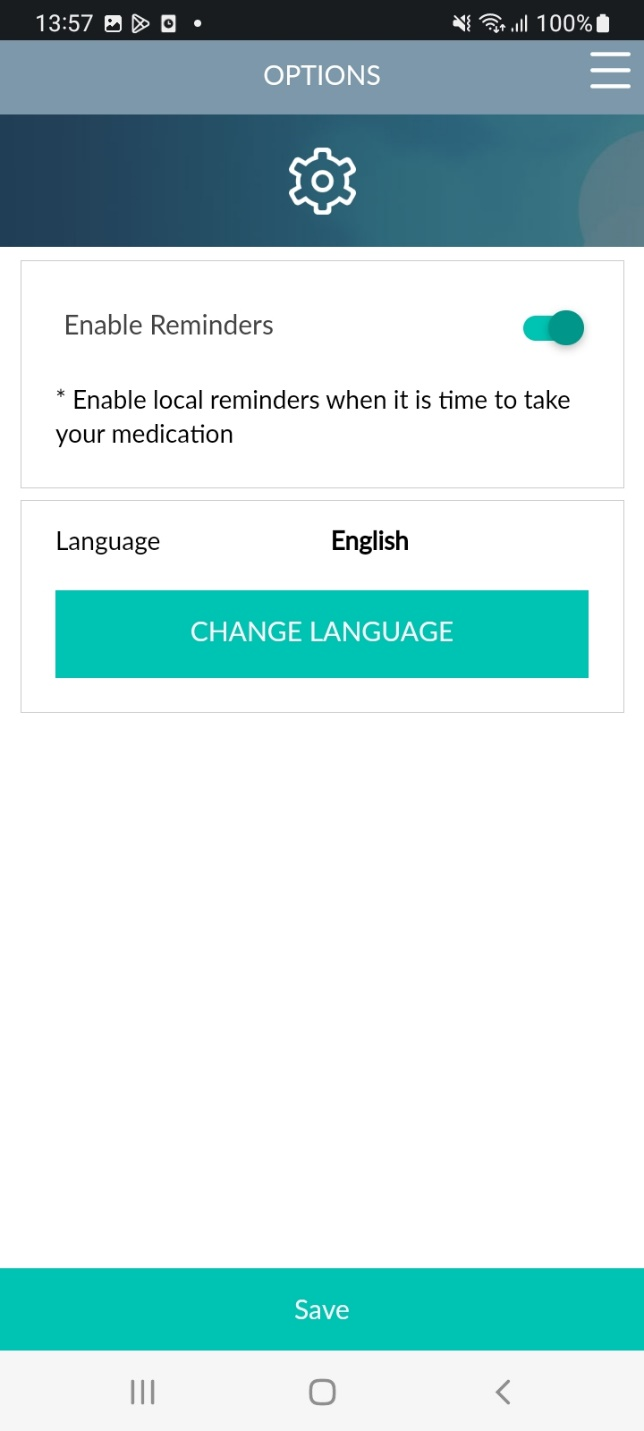 13:57
100%
OPTIONS
Enable Reminders
* Enable local reminders when it is time to take
your medication
Language English
CHANGE LANGUAGE
Save